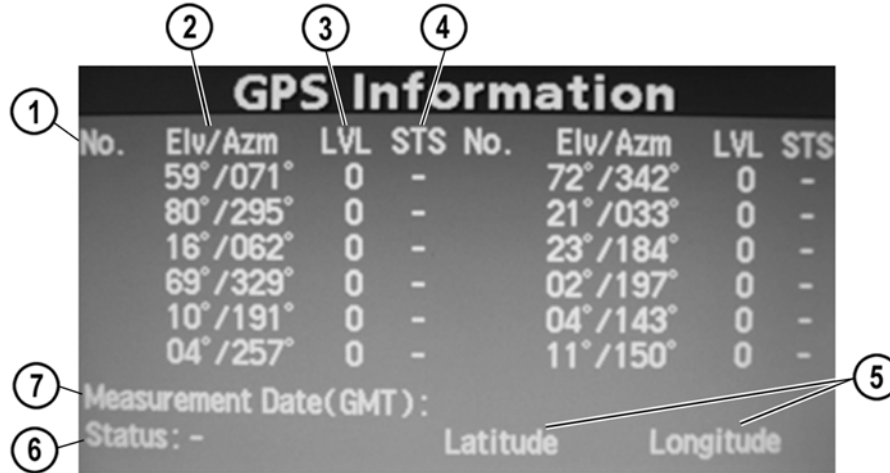 2 3 4
GPS Information
1
No. Elv/Azm LVL STS No. Elv/Azm LVL STS
59°/071° 0 - 72°/342° 0 -
80°/295° 0 - 21°/033° 0 -
16°/062° 0 - 23°/184° 0 -
69°/329° 0 - 02°/197° 0 -
10°/191° 0 - 04°/143° 0 -
04°/257° 0 - 11°/150° 0 -
7 5
Measurement Date(GMT):
6 Status:- Latitude Longitude